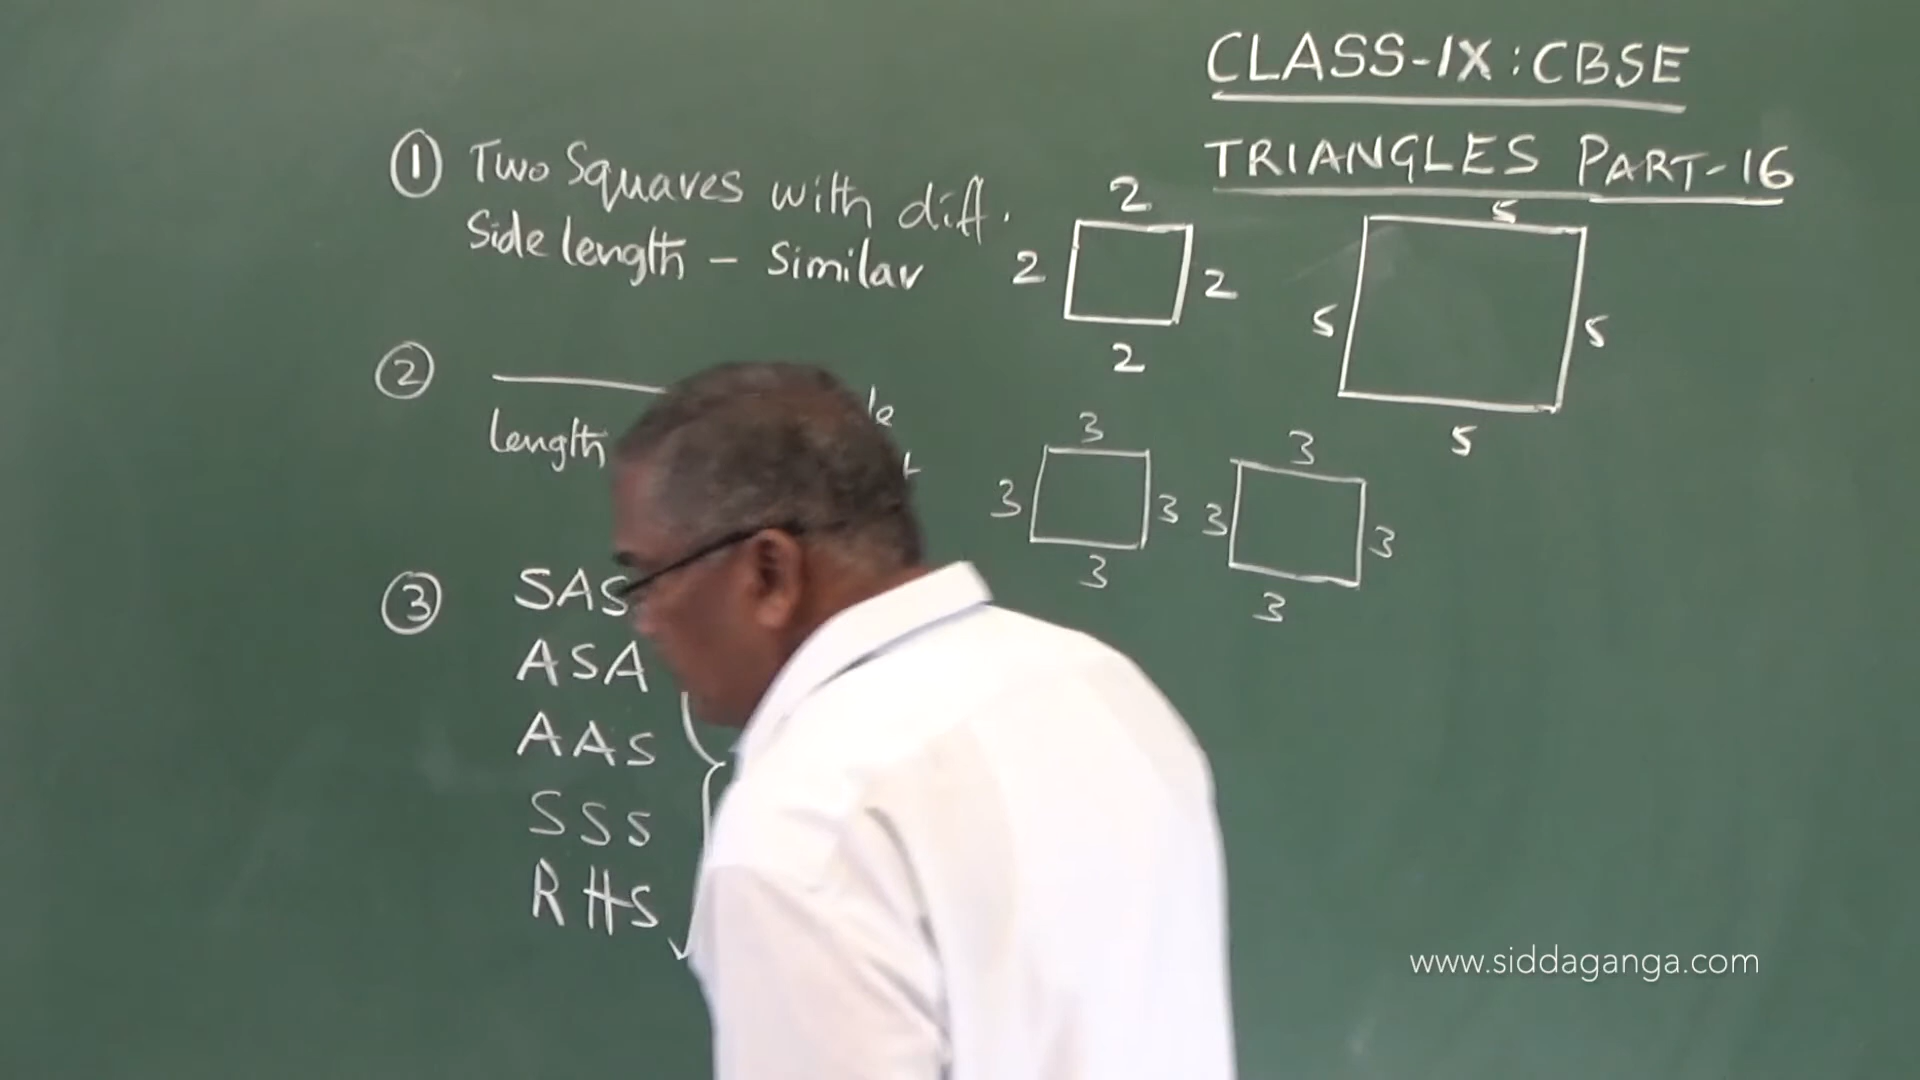 CLASS-IX: CBSE
TRIANGLES PART-16
① Two Squares with diff.
Side length - Similar
2
2
2
2
5
5
5
5
②
length
3
3
3
3
3
3
3
3
③ SAS
ASA
AAS
SSS
RHS
www.siddaganga.com